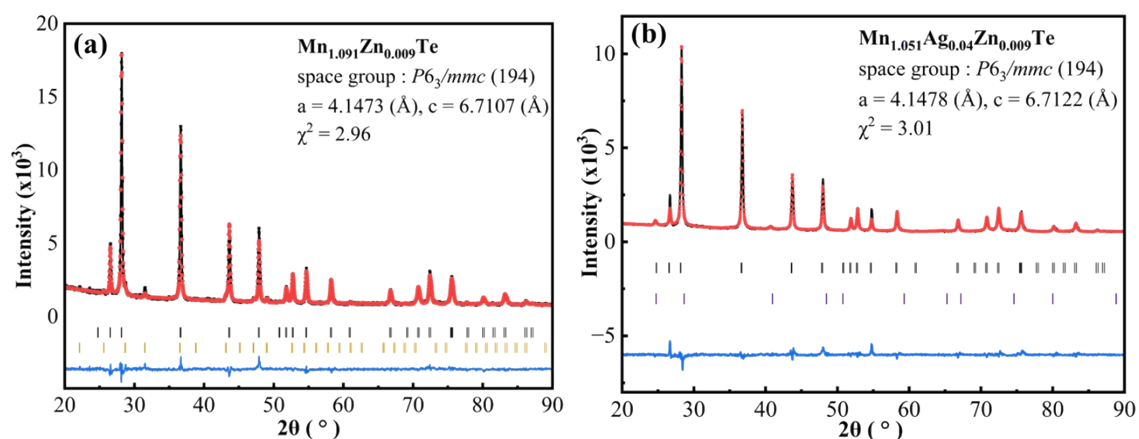 (a)
Mn1.091Zn0.009Te
space group : P63/mmc (194)
a = 4.1473 (Å), c = 6.7107 (Å)
χ2 = 2.96
Intensity (x103)
20
15
10
5
0
20 30 40 50 60 70 80 90
2θ ( ° )
(b)
Mn1.051Ag0.04Zn0.009Te
space group : P63/mmc (194)
a = 4.1478 (Å), c = 6.7122 (Å)
χ2 = 3.01
Intensity (x103)
10
5
0
−5
20 30 40 50 60 70 80 90
2θ ( ° )